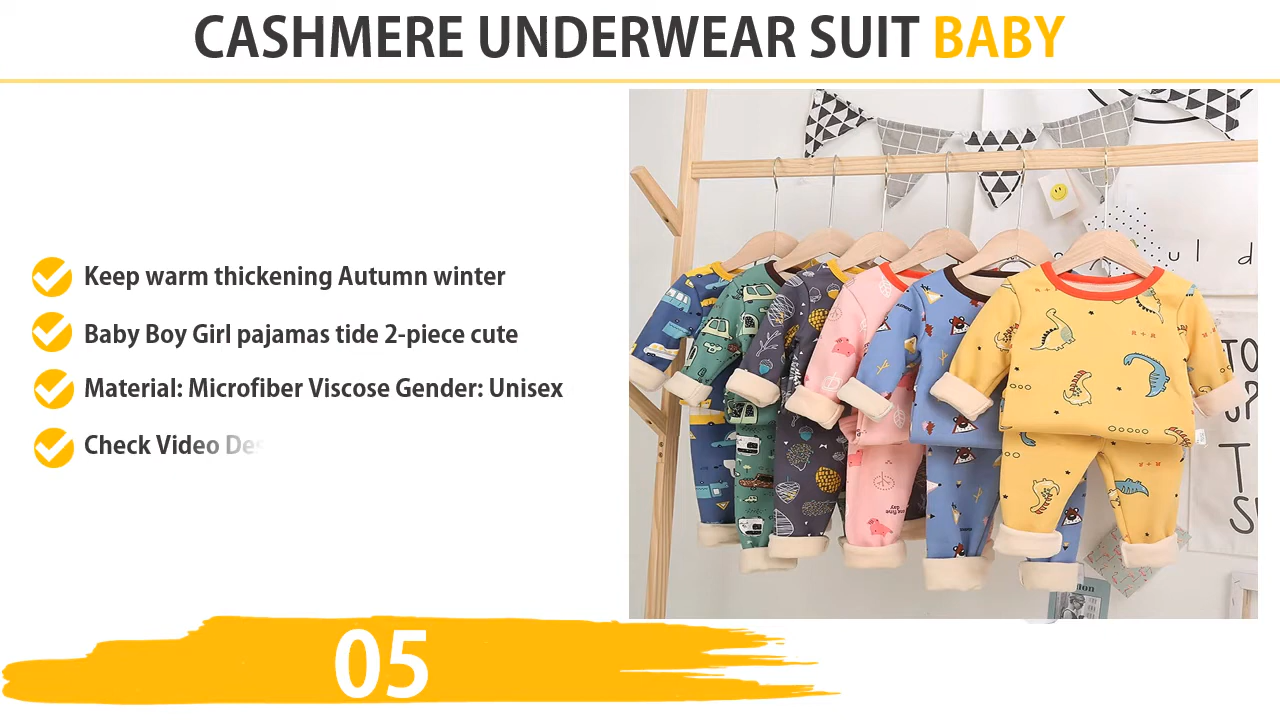 CASHMERE UNDERWEAR SUIT BABY
Keep warm thickening Autumn winter
Baby Boy Girl pajamas tide 2-piece cute
Material: Microfiber Viscose Gender: Unisex
Check Video
05